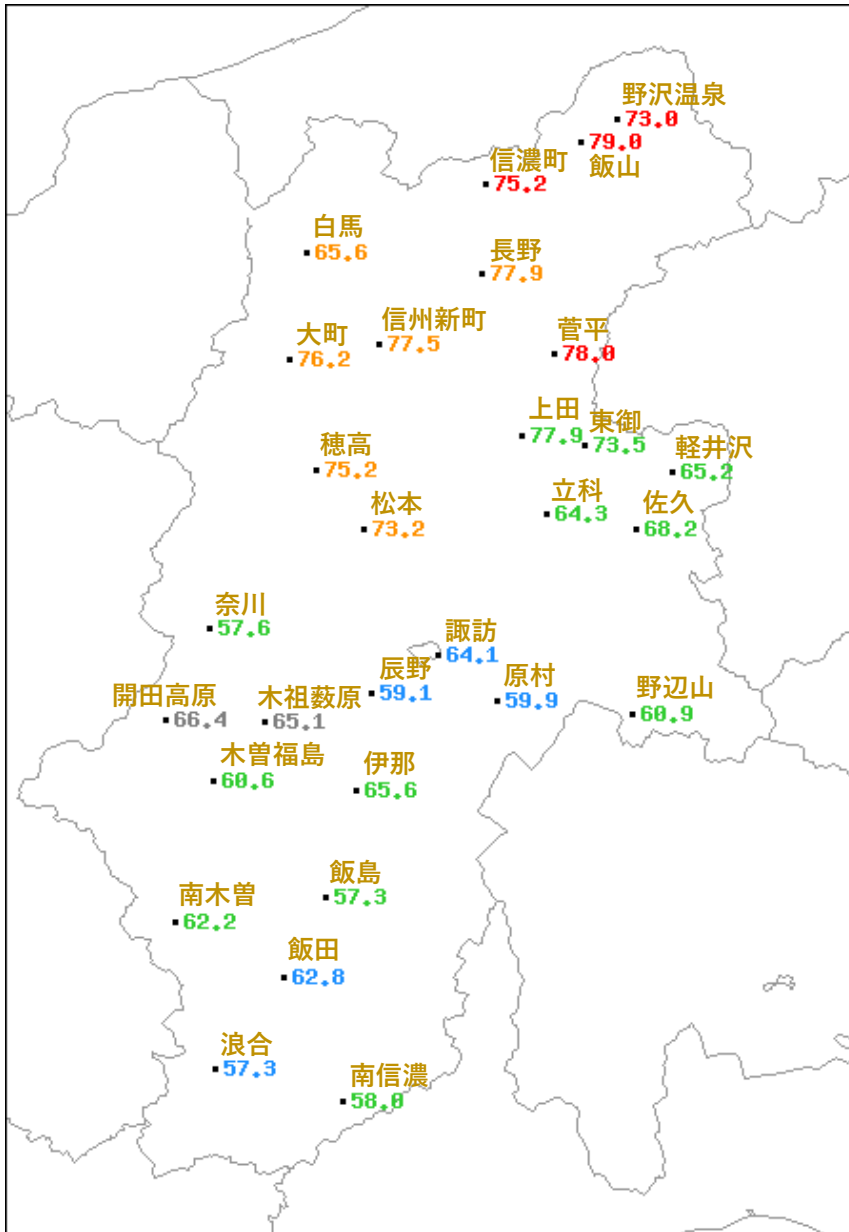 野沢温泉
73.0
79.0
飯山
信濃町
75.2
白馬
65.6
長野
77.9
信州新町
77.5
大町
76.2
菅平
78.0
上田
77.9
東御
73.5
軽井沢
65.2
穂高
75.2
立科
64.3
佐久
68.2
松本
73.2
奈川
57.6
諏訪
64.1
辰野
59.1
原村
59.9
開田高原
66.4
木祖薮原
65.1
野辺山
60.9
木曽福島
60.6
伊那
65.6
飯島
57.3
南木曽
62.2
飯田
62.8
浪合
57.3
南信濃
58.0